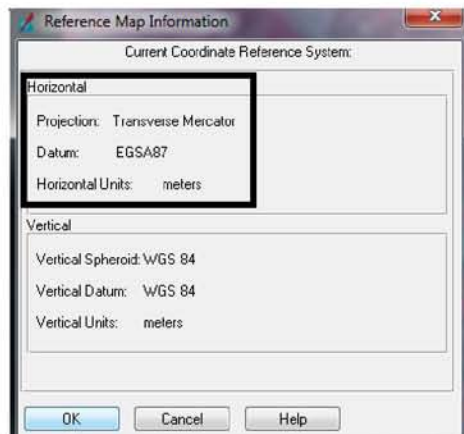 Reference Map Information
Current Coordinate Reference System:
Horizontal
Projection: Transverse Mercator
Datum: EGSA87
Horizontal Units: meters
Vertical
Vertical Spheroid: WGS 84
Vertical Datum: WGS 84
Vertical Units: meters
OK Cancel Help